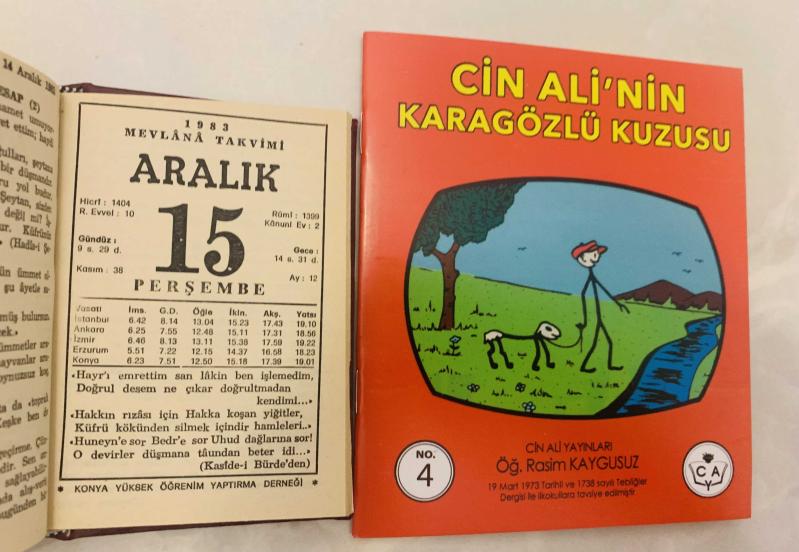 14 Aralık
ESAP (2)
1983
MEVLÂNÂ TAKVİMİ
ARALIK
Hicrî : 1404
R. Evvel : 10
15
Rûmî : 1399
Kânunî Ev : 2
Gündüz :
9 s. 29 d.
Gece :
14 s. 31 d.
Kasım : 38
Ay : 12
PERŞEMBE
Vasati İms. G.D. Öğle İkln. Akş. Yatsı
İstanbul 6.42 8.14 13.04 15.23 17.43 19.10
Ankara 6.25 7.55 12.48 15.11 17.31 18.56
İzmir 6.46 8.13 13.11 15.38 17.59 19.22
Erzurum 5.51 7.22 12.15 14.37 16.58 18.23
Konya 6.23 7.51 12.50 15.18 17.39 19.01
«Hayr'ı emrettim san lâkin ben işlemedim,
Doğrul desem ne çıkar doğrultmadan
kendimi...»
«Hakkın rızâsı için Hakka koşan yiğitler,
Küfrü kökünden silmek içindir hamleleri..»
«Huneyn'e sor Bedr'e sor Uhud dağlarına sor!
O devirler düşmana tâundan beter idi...»
(Kasîde-i Bürde'den)
* KONYA YÜKSEK ÖĞRENİM YAPTIRMA DERNEĞİ *
CİN ALİ'NİN
KARAGÖZLÜ KUZUSU
NO.
4
CİN ALİ YAYINLARI
Öğ. Rasim KAYGUSUZ
19 Mart 1973 Tarihli ve 1738 sayılı Tebliğler
Dergisi ile ilkokullara tavsiye edilmiştir
C A
Y